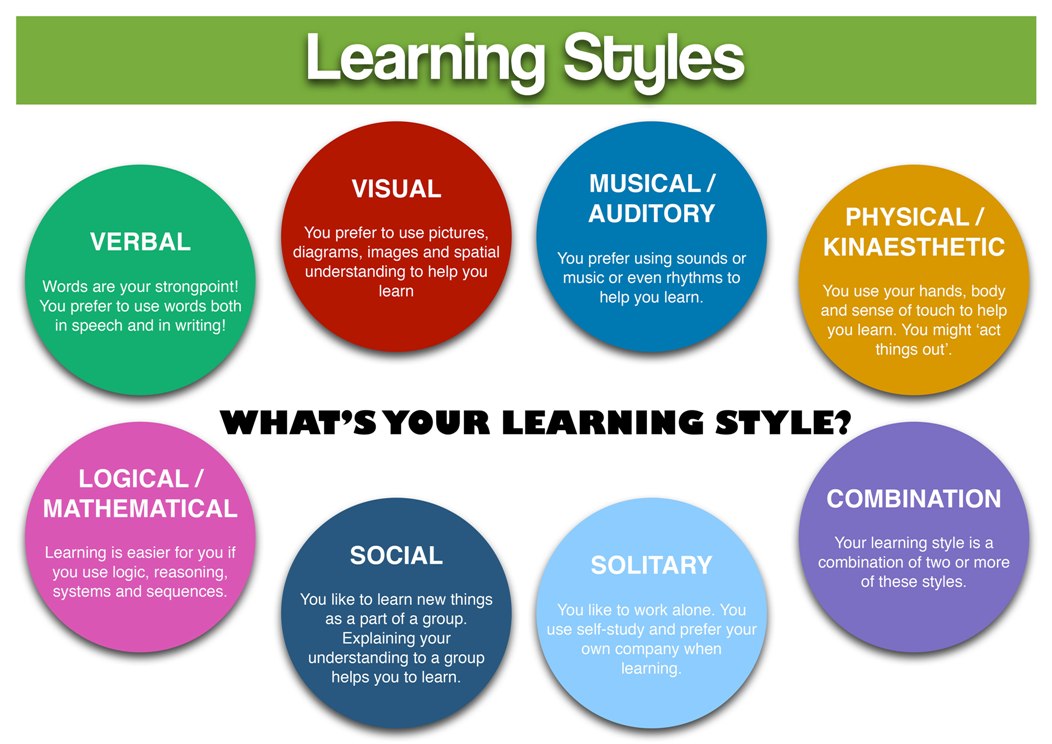 Learning Styles
VERBAL
Words are your strongpoint!
You prefer to use words both
in speech and in writing!
VISUAL
You prefer to use pictures,
diagrams, images and spatial
understanding to help you
learn
MUSICAL /
AUDITORY
You prefer using sounds or
music or even rhythms to
help you learn.
PHYSICAL /
KINAESTHETIC
You use your hands, body
and sense of touch to help
you learn. You might ‘act
things out’.
WHAT’S YOUR LEARNING STYLE?
LOGICAL /
MATHEMATICAL
Learning is easier for you if
you use logic, reasoning,
systems and sequences.
SOCIAL
You like to learn new things
as a part of a group.
Explaining your
understanding to a group
helps you to learn.
SOLITARY
You like to work alone. You
use self-study and prefer your
own company when
learning.
COMBINATION
Your learning style is a
combination of two or more
of these styles.